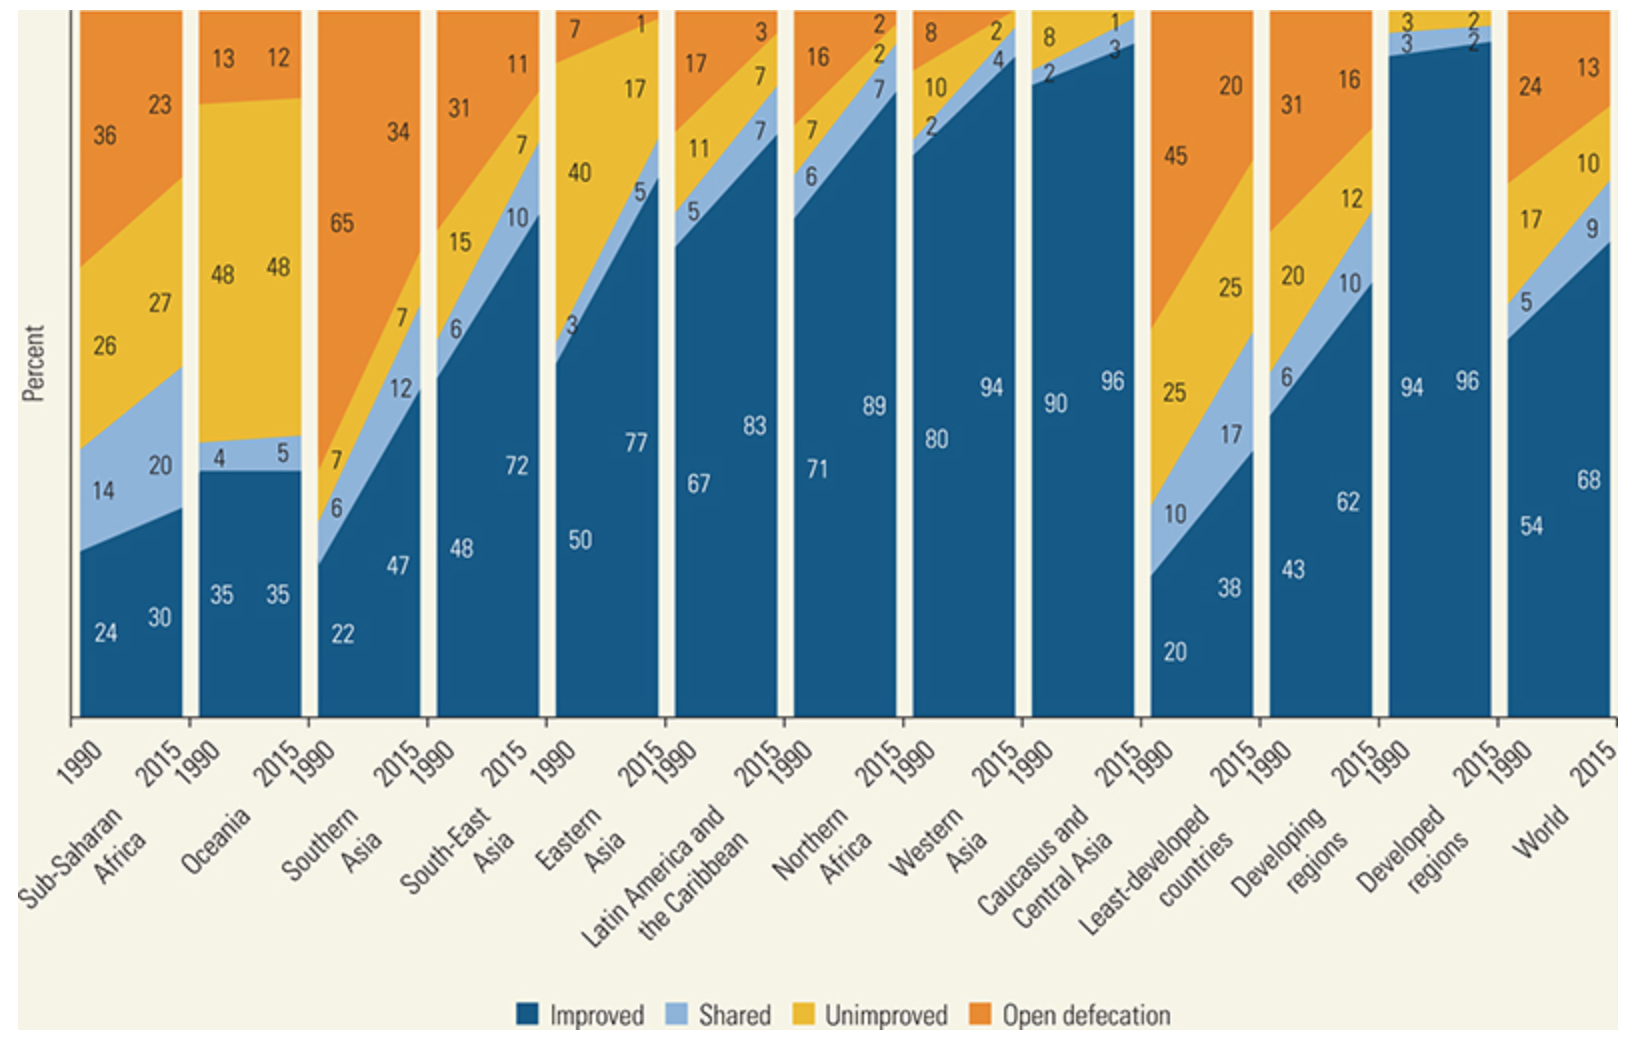 Percent
36 23
26 27
14 20
24 30
13 12
48 48
4 5
35 35
65 34
7 7
6 12
22 47
31 11
15 7
6 10
48 72
7 1
40 17
3 5
50 77
17 3
11 7
5 7
67 83
16 2
7 2
6 7
71 89
8
10 2
2 4
80 94
8 1
2 3
90 96
45 20
25 25
10 17
20 38
31 16
20 12
6 10
43 62
3 2
3 2
94 96
24 13
17 10
5 9
54 68
1990 2015
1990 2015
1990 2015
1990 2015
1990 2015
1990 2015
1990 2015
1990 2015
1990 2015
1990 2015
1990 2015
1990 2015
1990 2015
Sub-Saharan
Africa
Oceania
Southern
Asia
South-East
Asia
Eastern
Asia
Latin America and
the Caribbean
Northern
Africa
Western
Asia
Caucasus and
Central Asia
Least-developed
countries
Developing
regions
Developed
regions
World
Improved Shared Unimproved Open defecation